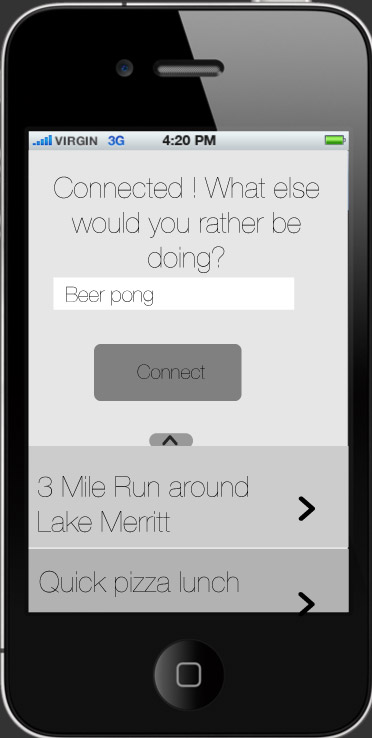 VIRGIN 3G 4:20 PM
Connected ! What else
would you rather be
doing?
Beer pong
Connect
3 Mile Run around
Lake Merritt
Quick pizza lunch